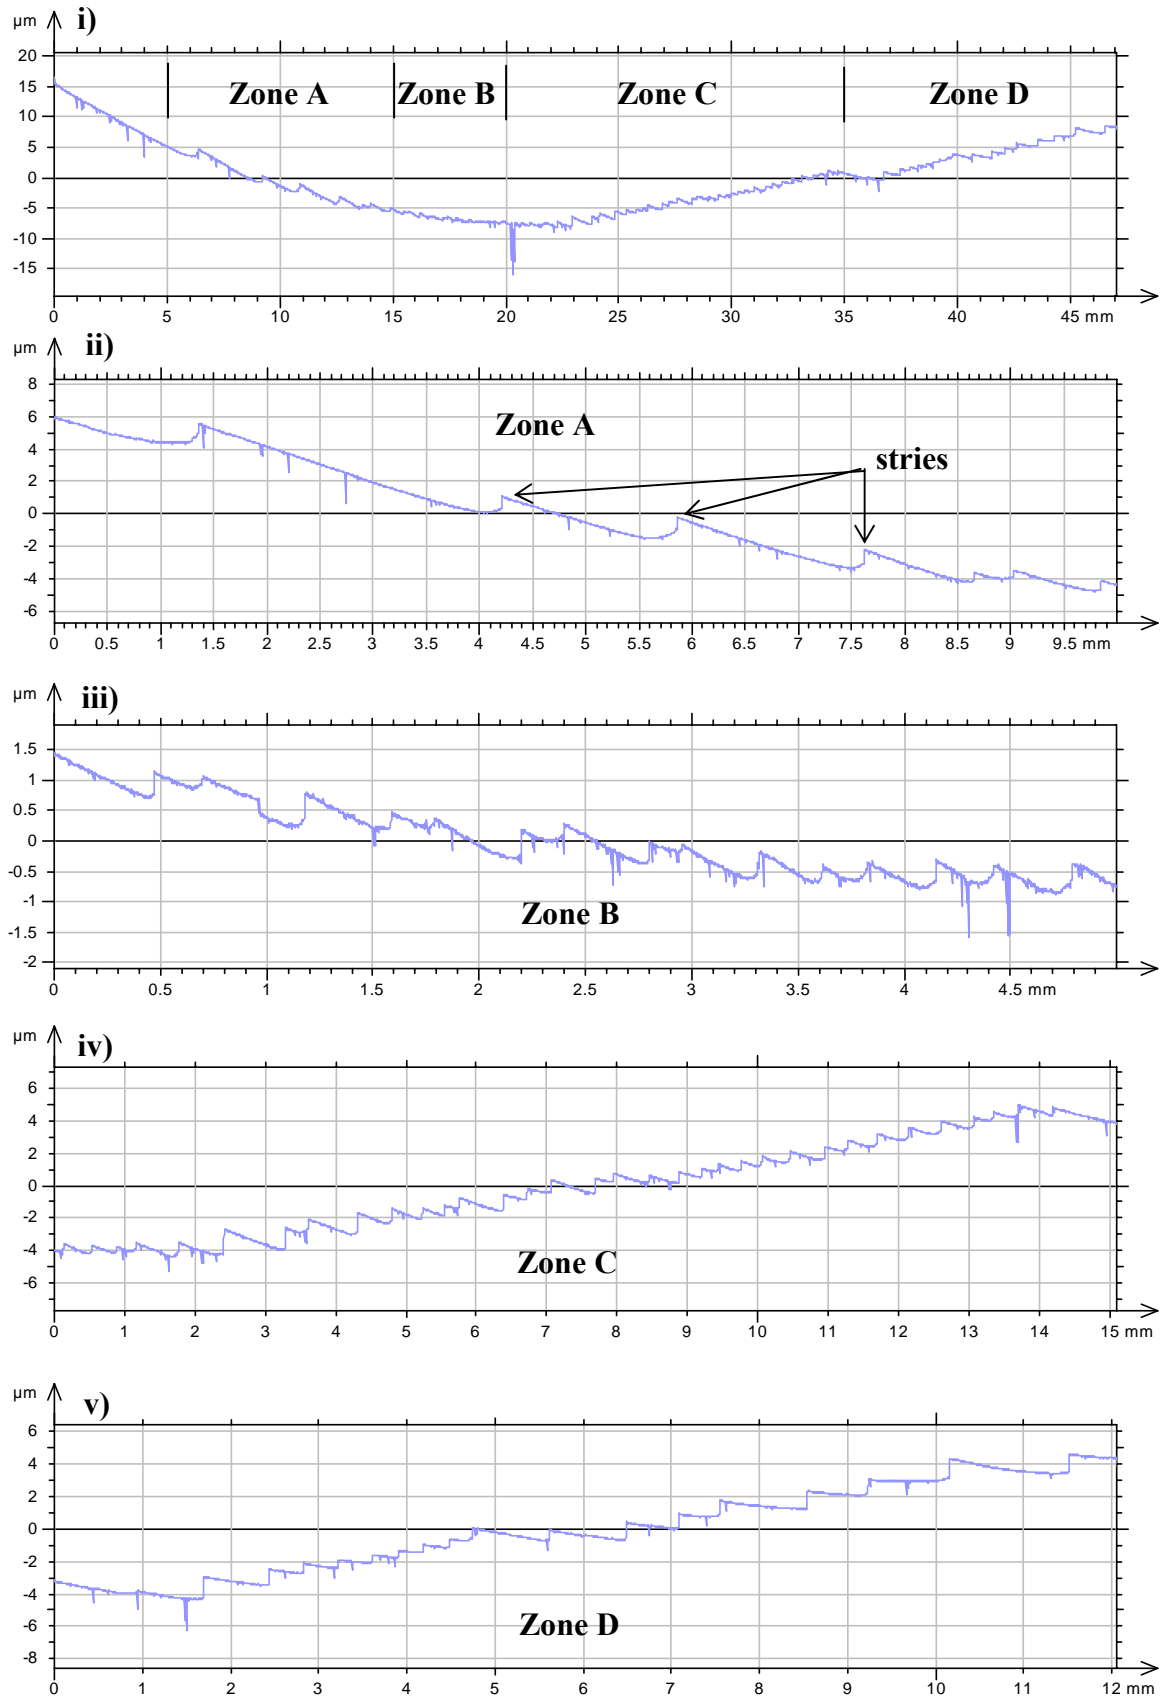 µm i)
20
15
10
5
0
-5
-10
-15
Zone A Zone B Zone C Zone D
0 5 10 15 20 25 30 35 40 45 mm
µm ii)
8
6
4
2
0
-2
-4
-6
Zone A
stries
0 0.5 1 1.5 2 2.5 3 3.5 4 4.5 5 5.5 6 6.5 7 7.5 8 8.5 9 9.5 mm
µm iii)
1.5
1
0.5
0
-0.5
-1
-1.5
-2
Zone B
0 0.5 1 1.5 2 2.5 3 3.5 4 4.5 mm
µm iv)
6
4
2
0
-2
-4
-6
Zone C
0 1 2 3 4 5 6 7 8 9 10 11 12 13 14 15 mm
µm v)
6
4
2
0
-2
-4
-6
-8
Zone D
0 1 2 3 4 5 6 7 8 9 10 11 12 mm